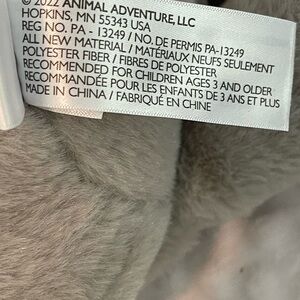 © 2022 ANIMAL ADVENTURE, LLC
HOPKINS, MN 55343 USA
REG NO. PA - 13249 / NO. DE PERMIS PA-13249
ALL NEW MATERIAL / MATÉRIAUX NEUFS SEULEMENT
POLYESTER FIBER / FIBRES DE POLYESTER
RECOMMENDED FOR CHILDREN AGES 3 AND OLDER
RECOMMANDÉ POUR LES ENFANTS DE 3 ANS ET PLUS
MADE IN CHINA / FABRIQUÉ EN CHINE